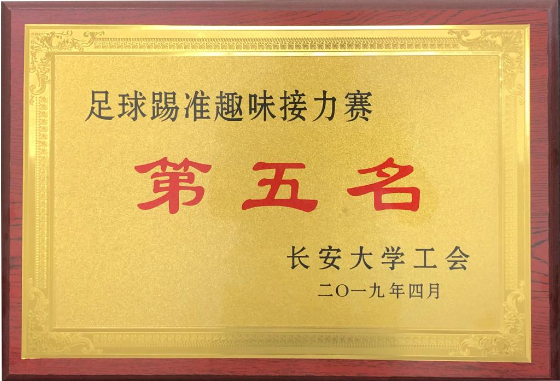 足球踢准趣味接力赛
第五名
长安大学工会
二〇一九年四月